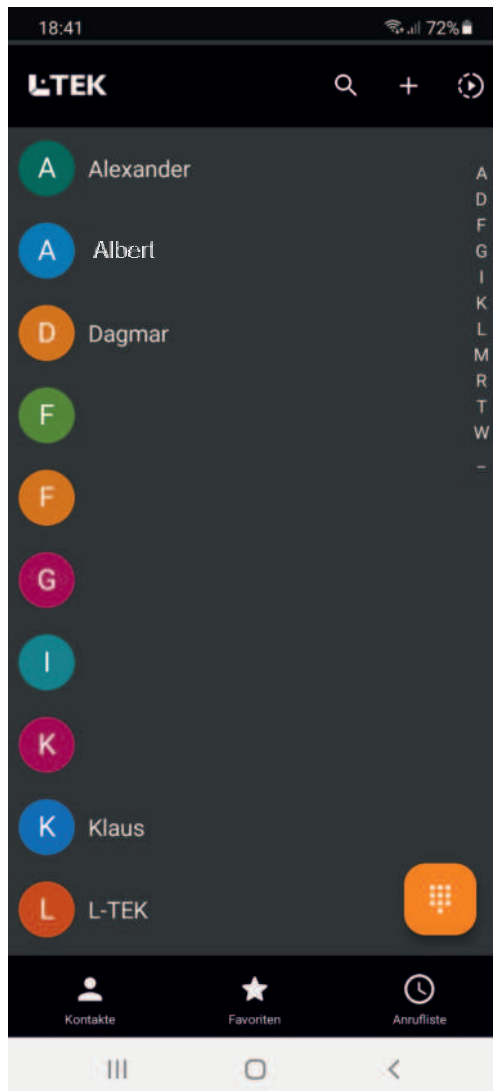 18:41
72%
L-TEK
A Alexander
A Albert
D Dagmar
F
F
G
I
K
K Klaus
L L-TEK
A
D
F
G
I
K
L
M
R
T
W
_
Kontakte Favoriten Anrufliste